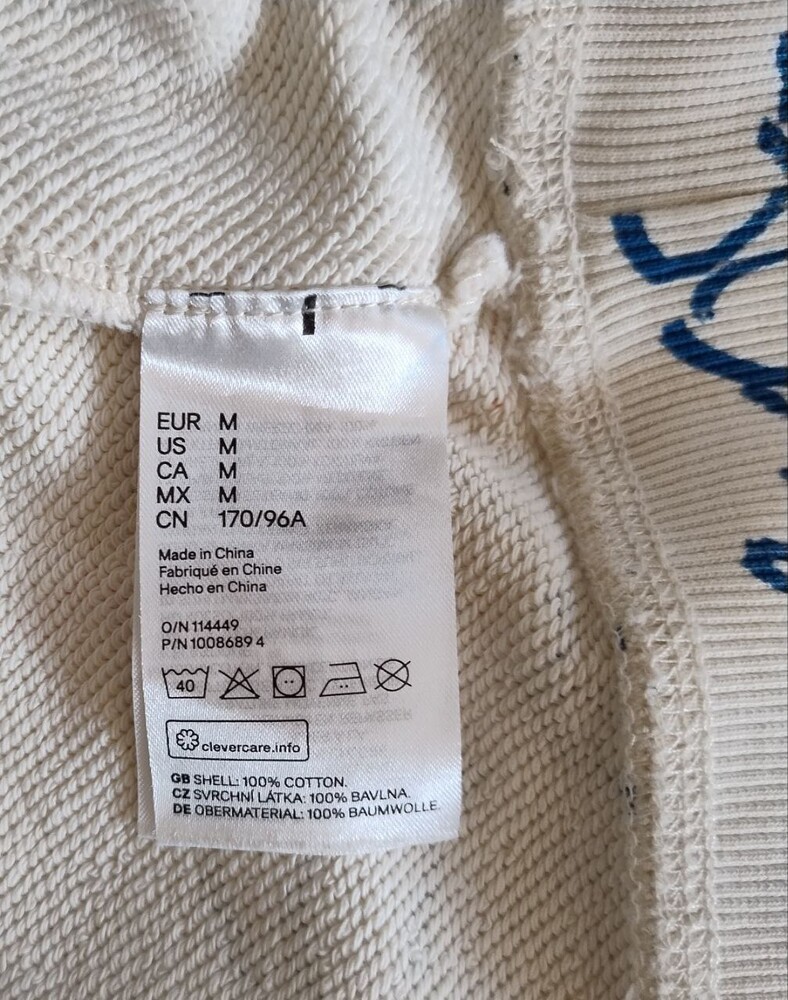 EUR M
US M
CA M
MX M
CN 170/96A
Made in China
Fabriqué en Chine
Hecho en China
O/N 114449
P/N 1008689 4
40
clevercare.info
GB SHELL: 100% COTTON.
CZ SVRCHNÍ LÁTKA: 100% BAVLNA.
DE OBERMATERIAL: 100% BAUMWOLLE.